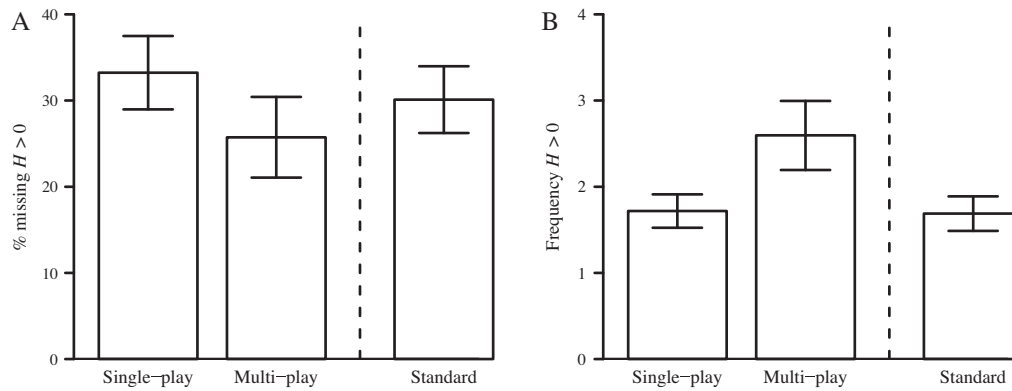 A
% missing H > 0
40
30
20
10
0
Single−play Multi−play Standard
B
Frequency H > 0
4
3
2
1
0
Single−play Multi−play Standard